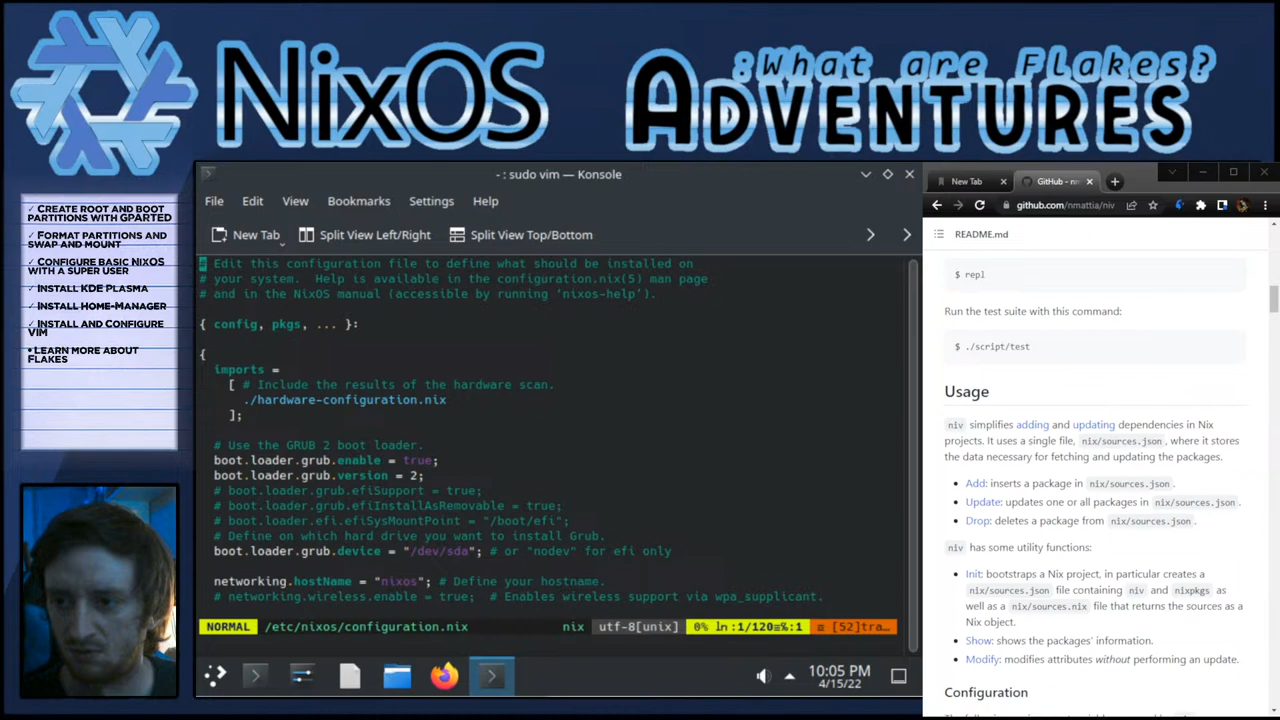 NixOS
:What are Flakes?
ADVENTURES
✓ CREATE ROOT AND BOOT
PARTITIONS WITH GPARTED
✓ FORMAT PARTITIONS AND
SWAP AND MOUNT
✓ CONFIGURE BASIC NIXOS
WITH A SUPER USER
✓ INSTALL KDE PLASMA
✓ INSTALL HOME-MANAGER
✓ INSTALL AND CONFIGURE
VIM
• LEARN MORE ABOUT
FLAKES
- : sudo vim — Konsole
File Edit View Bookmarks Settings Help
New Tab Split View Left/Right Split View Top/Bottom
# Edit this configuration file to define what should be installed on
# your system.  Help is available in the configuration.nix(5) man page
# and in the NixOS manual (accessible by running ‘nixos-help’).
{ config, pkgs, ... }:
{
imports =
[ # Include the results of the hardware scan.
./hardware-configuration.nix
];
# Use the GRUB 2 boot loader.
boot.loader.grub.enable = true;
boot.loader.grub.version = 2;
# boot.loader.grub.efiSupport = true;
# boot.loader.grub.efiInstallAsRemovable = true;
# boot.loader.efi.efiSysMountPoint = "/boot/efi";
# Define on which hard drive you want to install Grub.
boot.loader.grub.device = "/dev/sda"; # or "nodev" for efi only
networking.hostName = "nixos"; # Define your hostname.
# networking.wireless.enable = true;  # Enables wireless support via wpa_supplicant.
NORMAL /etc/nixos/configuration.nix nix utf-8[unix] 0% ln:1/120≡%:1 ≡ [52]tra…
10:05 PM
4/15/22
New Tab GitHub - nm
github.com/nmattia/niv
README.md
$ repl
Run the test suite with this command:
$ ./script/test
Usage
niv simplifies adding and updating dependencies in Nix
projects. It uses a single file, nix/sources.json, where it stores
the data necessary for fetching and updating the packages.
• Add: inserts a package in nix/sources.json.
• Update: updates one or all packages in nix/sources.json.
• Drop: deletes a package from nix/sources.json.
niv has some utility functions:
• Init: bootstraps a Nix project, in particular creates a
nix/sources.json file containing niv and nixpkgs as
well as a nix/sources.nix file that returns the sources as a
Nix object.
• Show: shows the packages' information.
• Modify: modifies attributes without performing an update.
Configuration